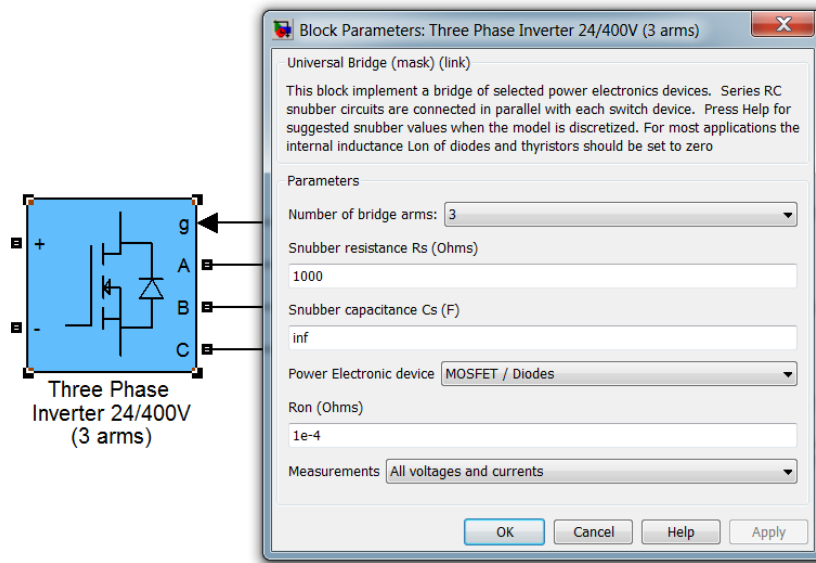 Block Parameters: Three Phase Inverter 24/400V (3 arms)
Universal Bridge (mask) (link)
This block implement a bridge of selected power electronics devices.  Series RC
snubber circuits are connected in parallel with each switch device.  Press Help for
suggested snubber values when the model is discretized. For most applications the
internal inductance Lon of diodes and thyristors should be set to zero
Parameters
Number of bridge arms: 3
Snubber resistance Rs (Ohms)
1000
Snubber capacitance Cs (F)
inf
Power Electronic device MOSFET / Diodes
Ron (Ohms)
1e-4
Measurements All voltages and currents
OK Cancel Help Apply
g
+
A
B
-
C
Three Phase
Inverter 24/400V
(3 arms)